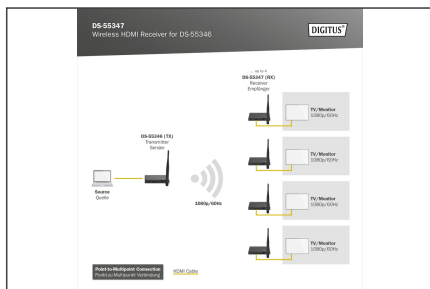 DS-55347
Wireless HDMI Receiver for DS-55346
DIGITUS®
... up to 4
DS-55347 (RX)
Receiver
Empfänger
TV/Monitor
1080p/60Hz
DS-55346 (TX)
Transmitter
Sender
TV/Monitor
1080p/60Hz
Source
Quelle
1080p/60Hz
TV/Monitor
1080p/60Hz
TV/Monitor
1080p/60Hz
Point-to-Multipoint Connection
Punkt-zu-Multipunkt Verbindung
HDMI Cable